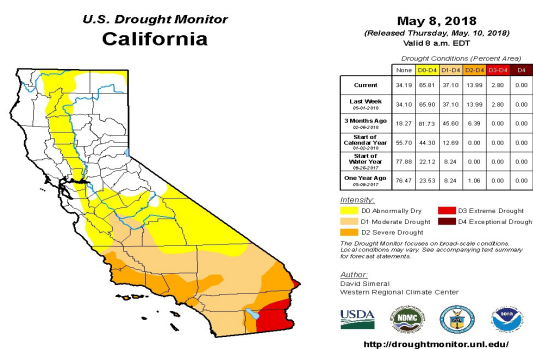 U.S. Drought Monitor
California
May 8, 2018
(Released Thursday, May. 10, 2018)
Valid 8 a.m. EDT
Drought Conditions (Percent Area)
None D0-D4 D1-D4 D2-D4 D3-D4 D4
Current 34.19 65.81 37.10 13.99 2.80 0.00
Last Week 34.10 65.90 37.10 13.99 2.80 0.00
05-01-2018
3 Months Ago 18.27 81.73 45.60 6.39 0.00 0.00
Start of
Calendar Year 55.70 44.30 12.69 0.00 0.00 0.00
01-02-2018
Start of
Water Year 77.88 22.12 8.24 0.00 0.00 0.00
09-26-2017
One Year Ago 76.47 23.53 8.24 1.06 0.00 0.00
05-09-2017
Intensity:
D0 Abnormally Dry D3 Extreme Drought
D1 Moderate Drought D4 Exceptional Drought
D2 Severe Drought
The Drought Monitor focuses on broad-scale conditions.
Local conditions may vary. See accompanying text summary
for forecast statements.
Author:
David Simeral
Western Regional Climate Center
USDA NDMC
http://droughtmonitor.unl.edu/